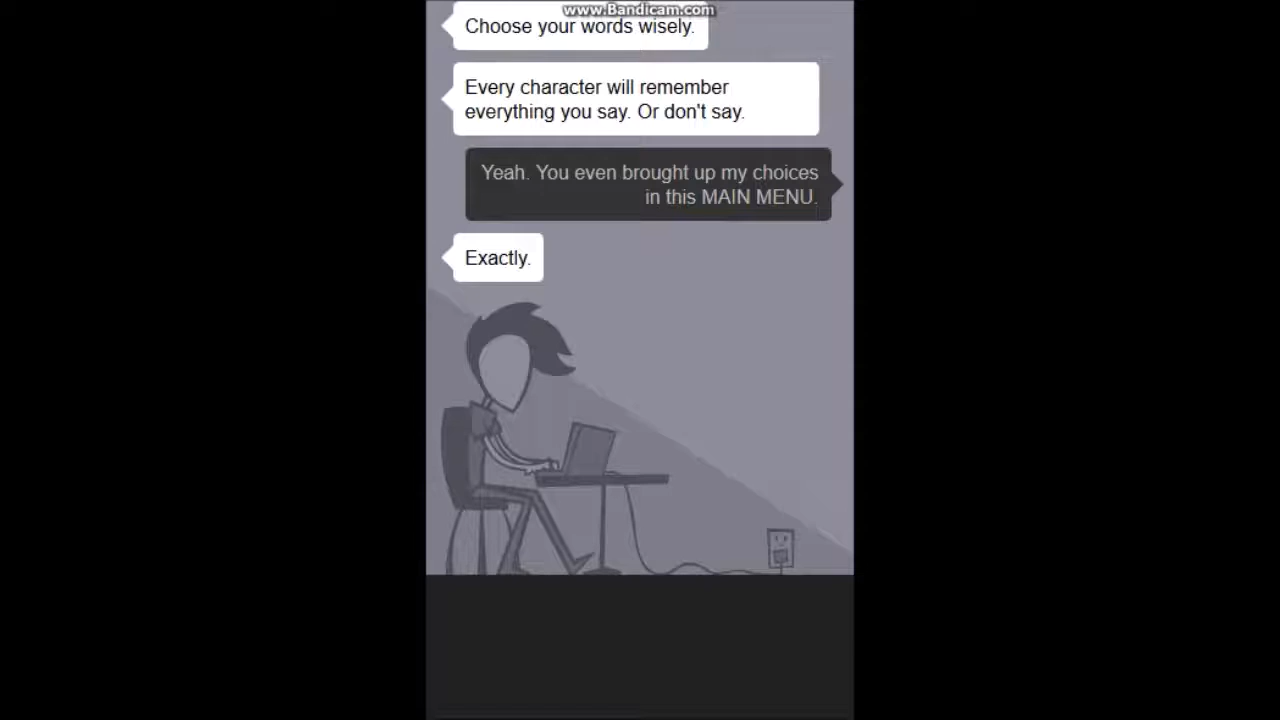 www.Bandicam.com
Choose your words wisely.
Every character will remember
everything you say. Or don't say.
Yeah. You even brought up my choices
in this MAIN MENU.
Exactly.